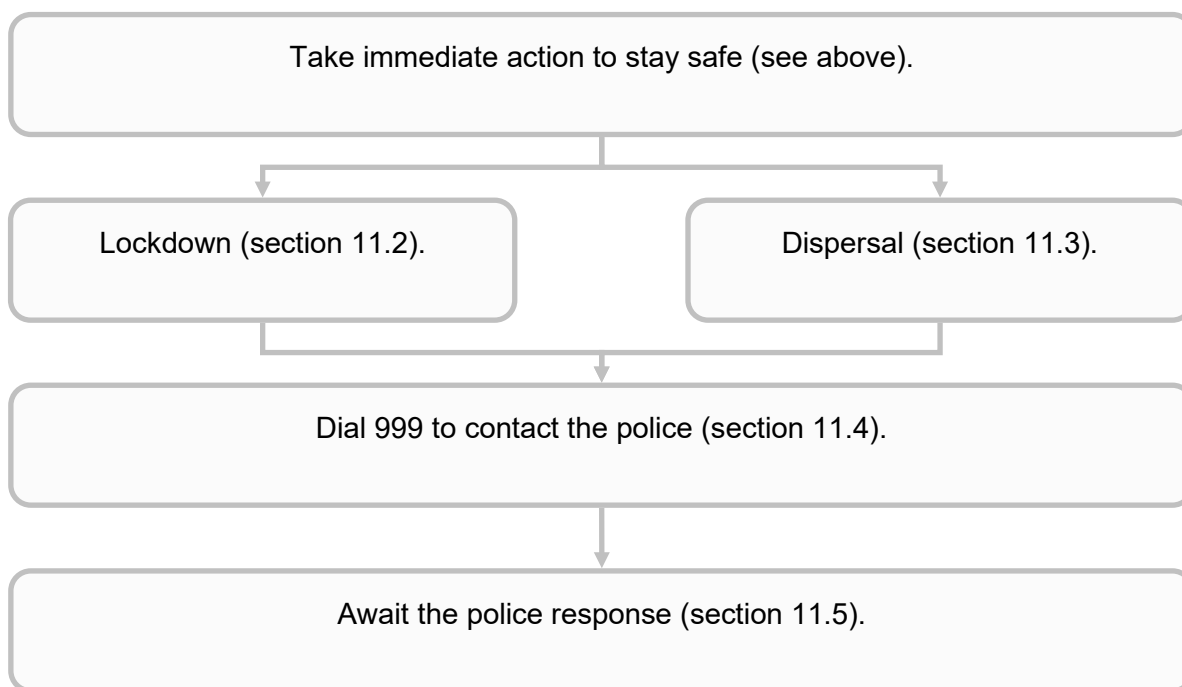 Take immediate action to stay safe (see above).
Lockdown (section 11.2).
Dispersal (section 11.3).
Dial 999 to contact the police (section 11.4).
Await the police response (section 11.5).